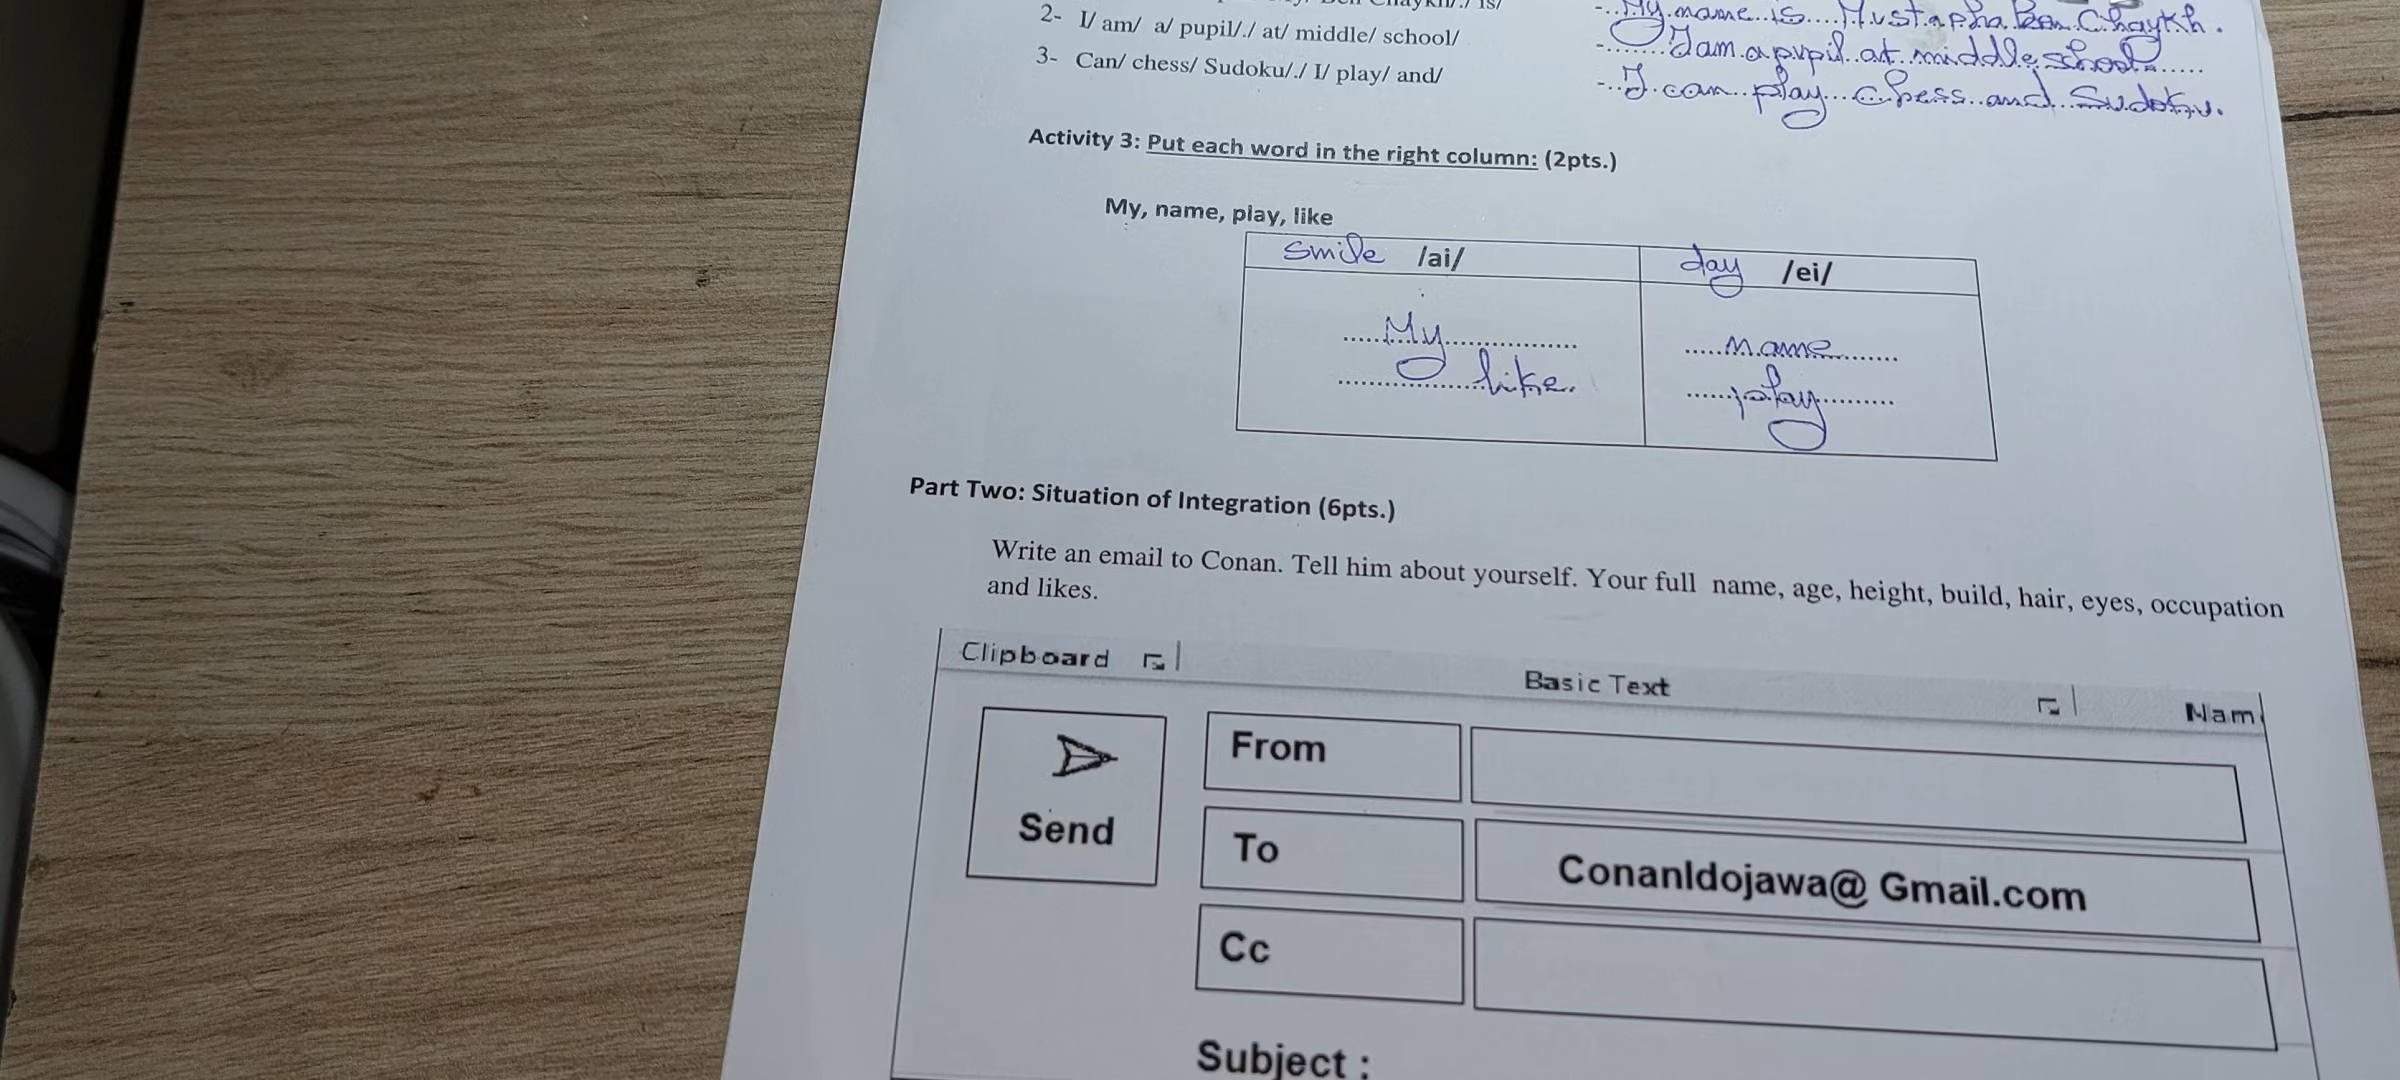 - My name is Mustapha Ben Chaykh.
2- I/ am/ a/ pupil/./ at/ middle/ school/
- I am a pupil at middle school.
3- Can/ chess/ Sudoku/./ I/ play/ and/
- I can play chess and Sudoku.
Activity 3: Put each word in the right column: (2pts.)
My, name, play, like
smile /ai/
day /ei/
My
name
like.
play
Part Two: Situation of Integration (6pts.)
Write an email to Conan. Tell him about yourself. Your full name, age, height, build, hair, eyes, occupation
and likes.
Clipboard
Basic Text
Nam
Send
From
To
Conanldojawa@ Gmail.com
Cc
Subject :